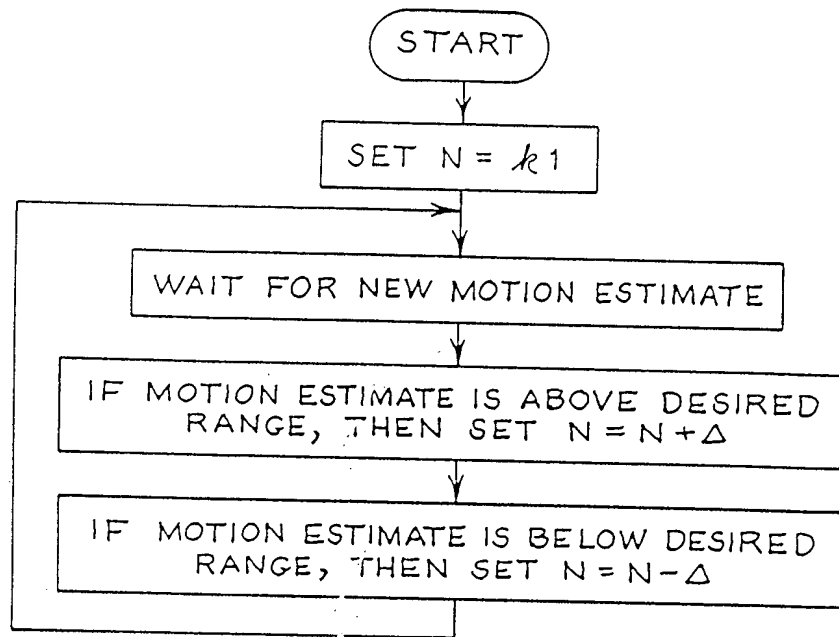 START
SET N = k1
WAIT FOR NEW MOTION ESTIMATE
IF MOTION ESTIMATE IS ABOVE DESIRED
RANGE, THEN SET N = N + Δ
IF MOTION ESTIMATE IS BELOW DESIRED
RANGE, THEN SET N = N - Δ